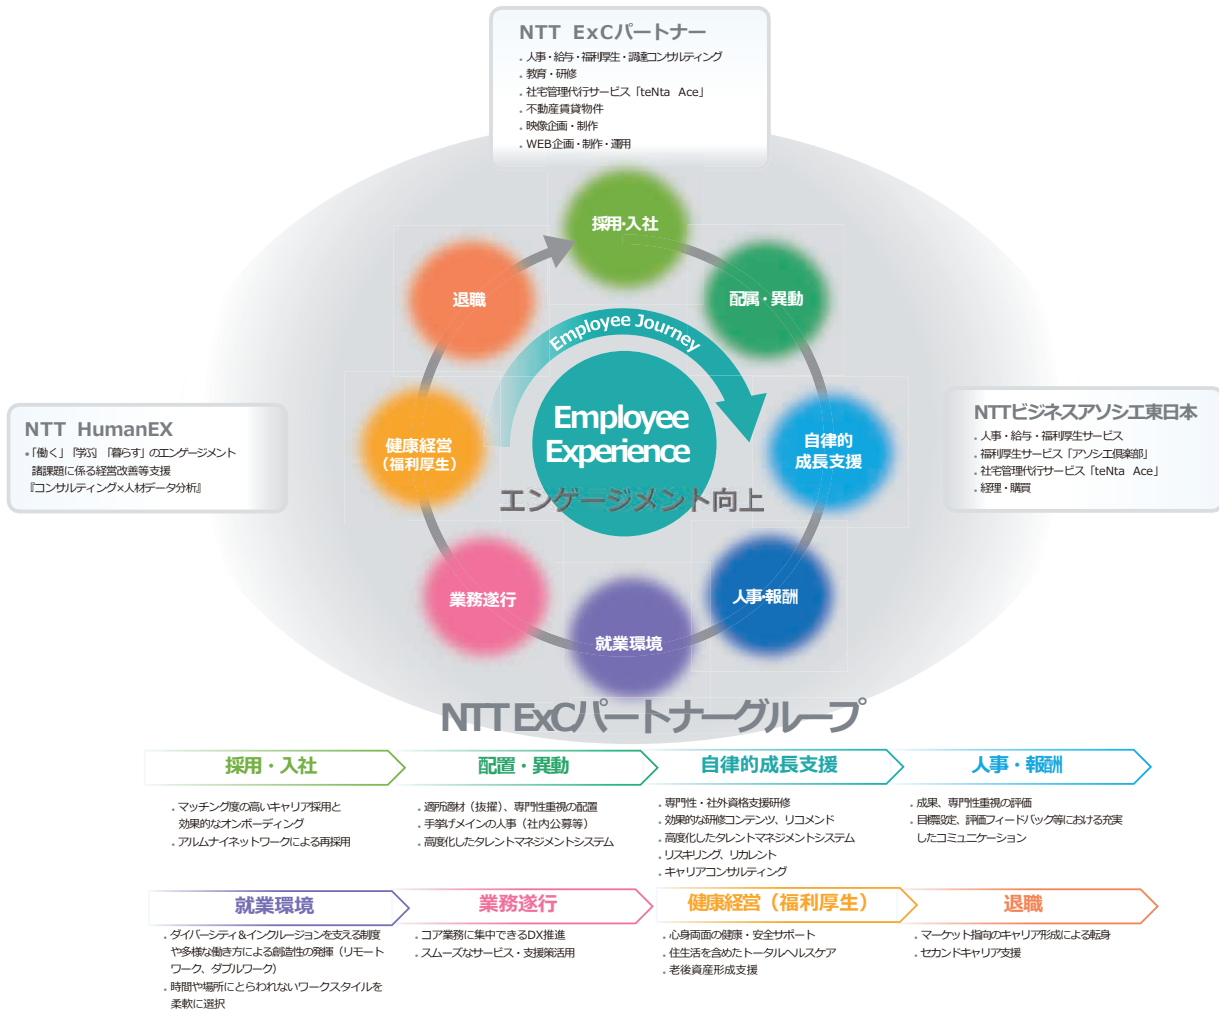 NTT ExCパートナー
. 人事・給与・福利厚生・調達コンサルティング
. 教育・研修
. 社宅管理代行サービス「teNta Ace」
. 不動産賃貸物件
. 映像企画・制作
. WEB企画・制作・運用
採用・入社
退職
配属・異動
Employee Journey
NTT HumanEX
・「働く」「学ぶ」「暮らす」のエンゲージメント
諸課題に係る経営改善等支援
『コンサルティング×人材データ分析』
健康経営
（福利厚生）
Employee
Experience
エンゲージメント向上
自律的
成長支援
NTTビジネスアソシエ東日本
. 人事・給与・福利厚生サービス
. 福利厚生サービス「アソシエ倶楽部」
. 社宅管理代行サービス「teNta Ace」
. 経理・購買
業務遂行
人事・報酬
就業環境
NTT ExCパートナーグループ
採用・入社
. マッチング度の高いキャリア採用と
効果的なオンボーディング
. アルムナイネットワークによる再採用
配置・異動
. 適所適材（抜擢）、専門性重視の配置
. 手挙げメインの人事（社内公募等）
. 高度化したタレントマネジメントシステム
自律的成長支援
. 専門性・社外資格支援研修
. 効果的な研修コンテンツ、リコメンド
. 高度化したタレントマネジメントシステム
. リスキリング、リカレント
. キャリアコンサルティング
人事・報酬
. 成果、専門性重視の評価
. 目標設定、評価フィードバック等における充実
したコミュニケーション
就業環境
. ダイバーシティ＆インクルージョンを支える制度
や多様な働き方による創造性の発揮（リモート
ワーク、ダブルワーク）
. 時間や場所にとらわれないワークスタイルを
柔軟に選択
業務遂行
. コア業務に集中できるDX推進
. スムーズなサービス・支援策活用
健康経営（福利厚生）
. 心身両面の健康・安全サポート
. 住生活を含めたトータルヘルスケア
. 老後資産形成支援
退職
. マーケット指向のキャリア形成による転身
. セカンドキャリア支援